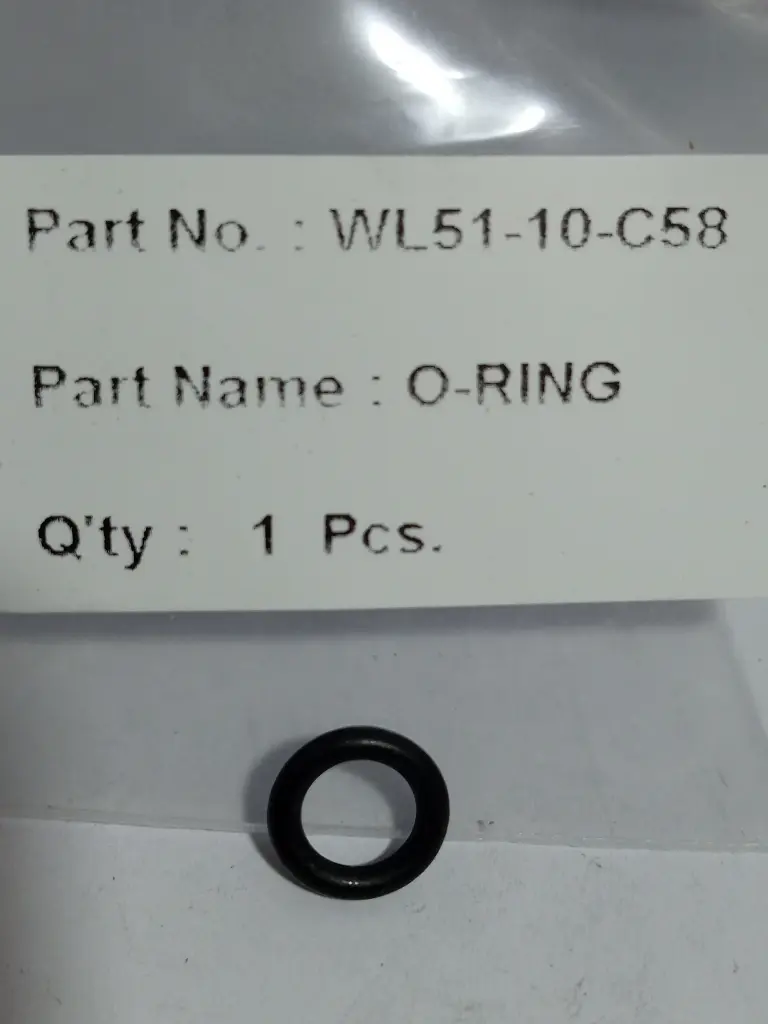 Part No. : WL51-10-C58
Part Name : O-RING
Q'ty : 1 Pcs.